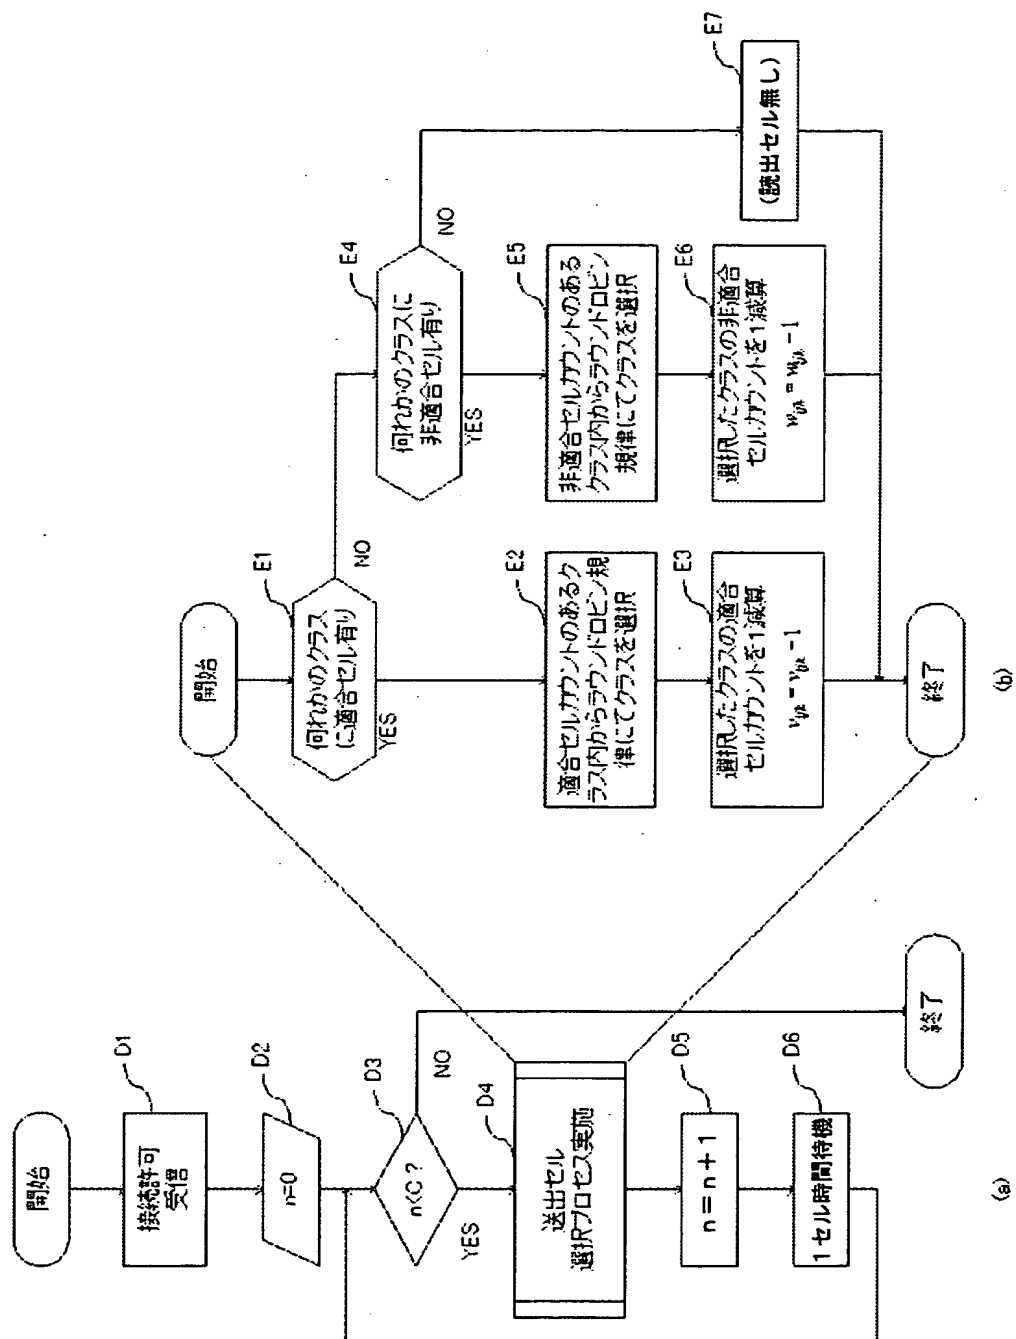 開始
D1
接続許可
受信
D2
n=0
D3
n<C ?
NO
YES
D4
送出セル
選択プロセス実施
D5
n = n + 1
D6
1セル時間待機
終了
(a)
開始
E1
何れかのクラス
に適合セル有り
NO
YES
E2
適合セルカウントのあるク
ラス内からラウンドロビン規
律にてクラスを選択
E3
選択したクラスの適合
セルカウントを1減算
E4
何れかのクラスに
非適合セル有り
NO
YES
E5
非適合セルカウントのある
クラス内からラウンドロビン
規律にてクラスを選択
E6
選択したクラスの非適合
セルカウントを1減算
E7
(読出セル無し)
終了
(b)